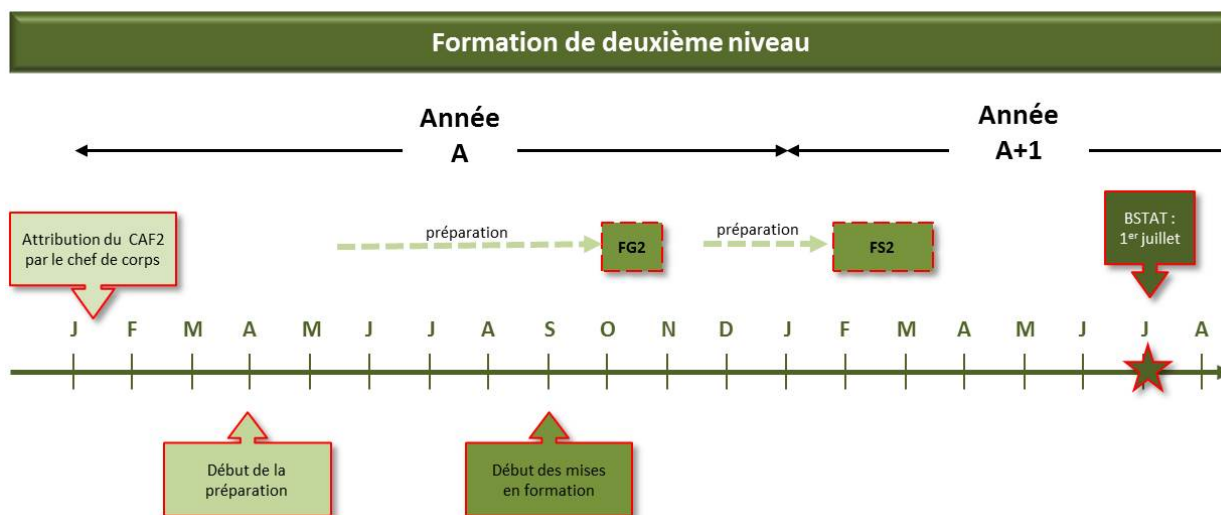 Formation de deuxième niveau
Année
A
Année
A+1
Attribution du CAF2
par le chef de corps
préparation
FG2
préparation
FS2
BSTAT :
1er juillet
J F M A M J J A S O N D J F M A M J J A
Début de la
préparation
Début des mises
en formation